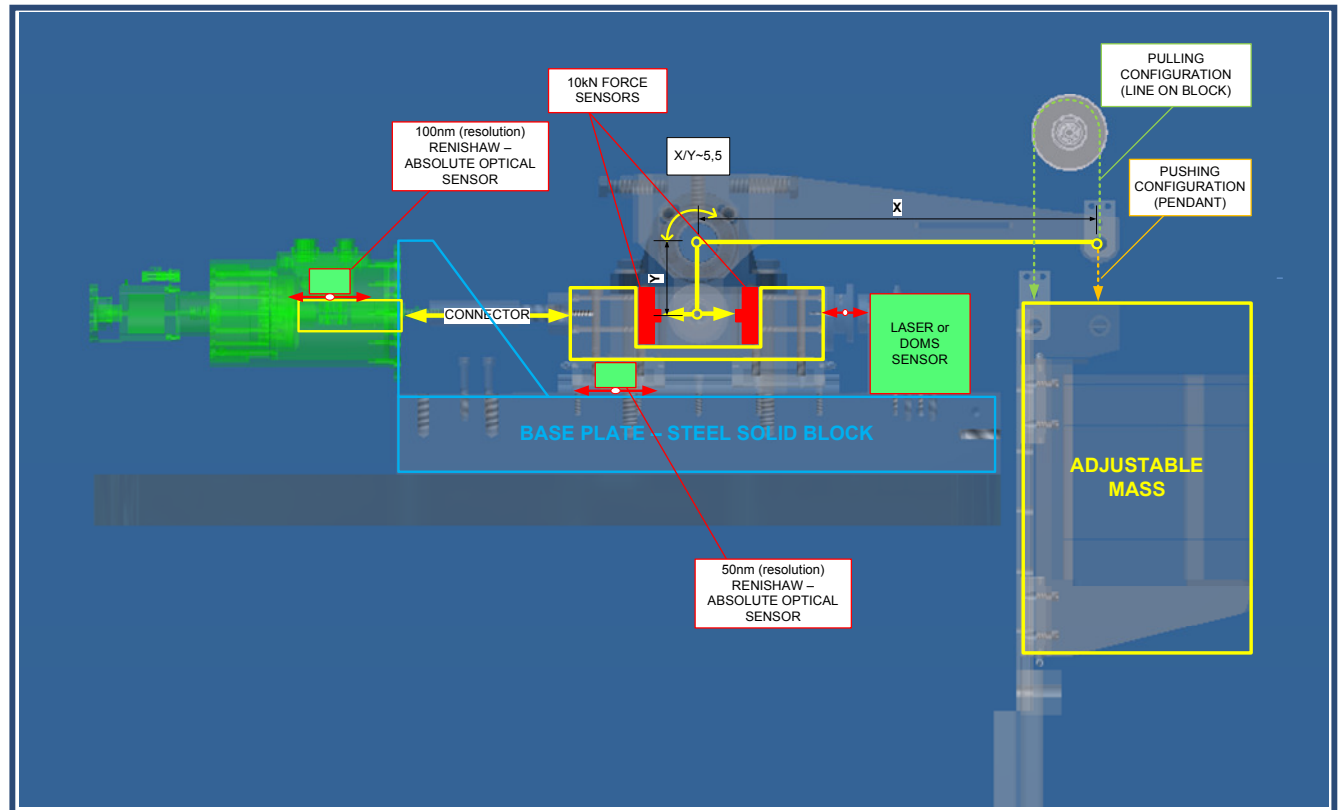 PULLING
CONFIGURATION
(LINE ON BLOCK)
10kN FORCE
SENSORS
100nm (resolution)
RENISHAW –
ABSOLUTE OPTICAL
SENSOR
X/Y~5,5
PUSHING
CONFIGURATION
(PENDANT)
X
Y
CONNECTOR
LASER or
DOMS
SENSOR
BASE PLATE – STEEL SOLID BLOCK
ADJUSTABLE
MASS
50nm (resolution)
RENISHAW –
ABSOLUTE OPTICAL
SENSOR